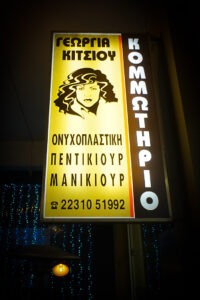 ΓΕΩΡΓΙΑ
ΚΙΤΣΙΟΥ
ΟΝΥΧΟΠΛΑΣΤΙΚΗ
ΠΕΝΤΙΚΙΟΥΡ
ΜΑΝΙΚΙΟΥΡ
☎ 22310 51992
ΚΟΜΜΩΤΗΡΙΟ